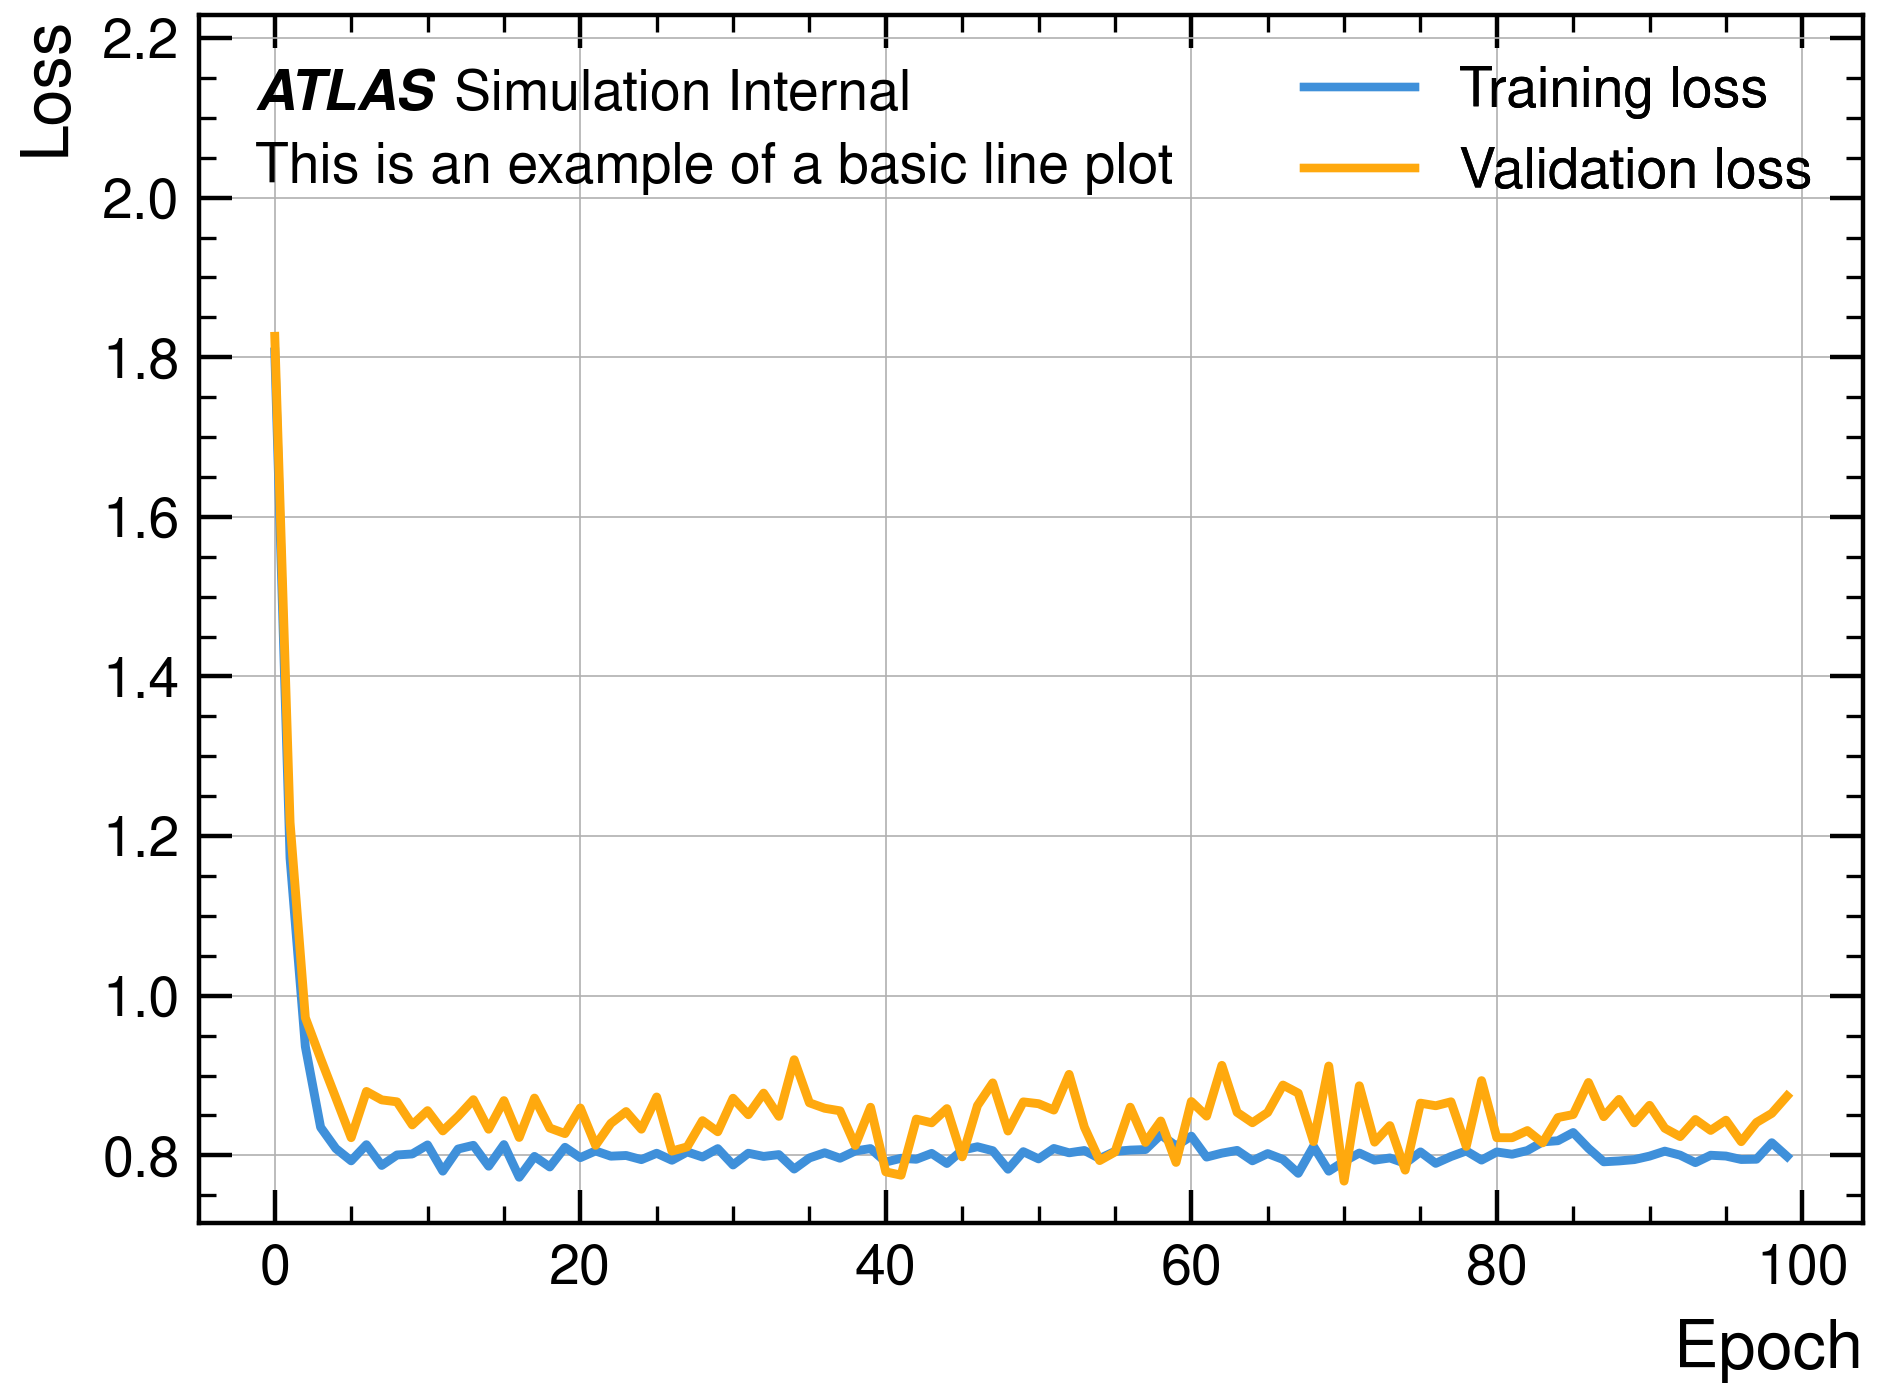 Loss
2.2
2.0
1.8
1.6
1.4
1.2
1.0
0.8
ATLAS Simulation Internal
This is an example of a basic line plot
Training loss
Validation loss
0 20 40 60 80 100
Epoch